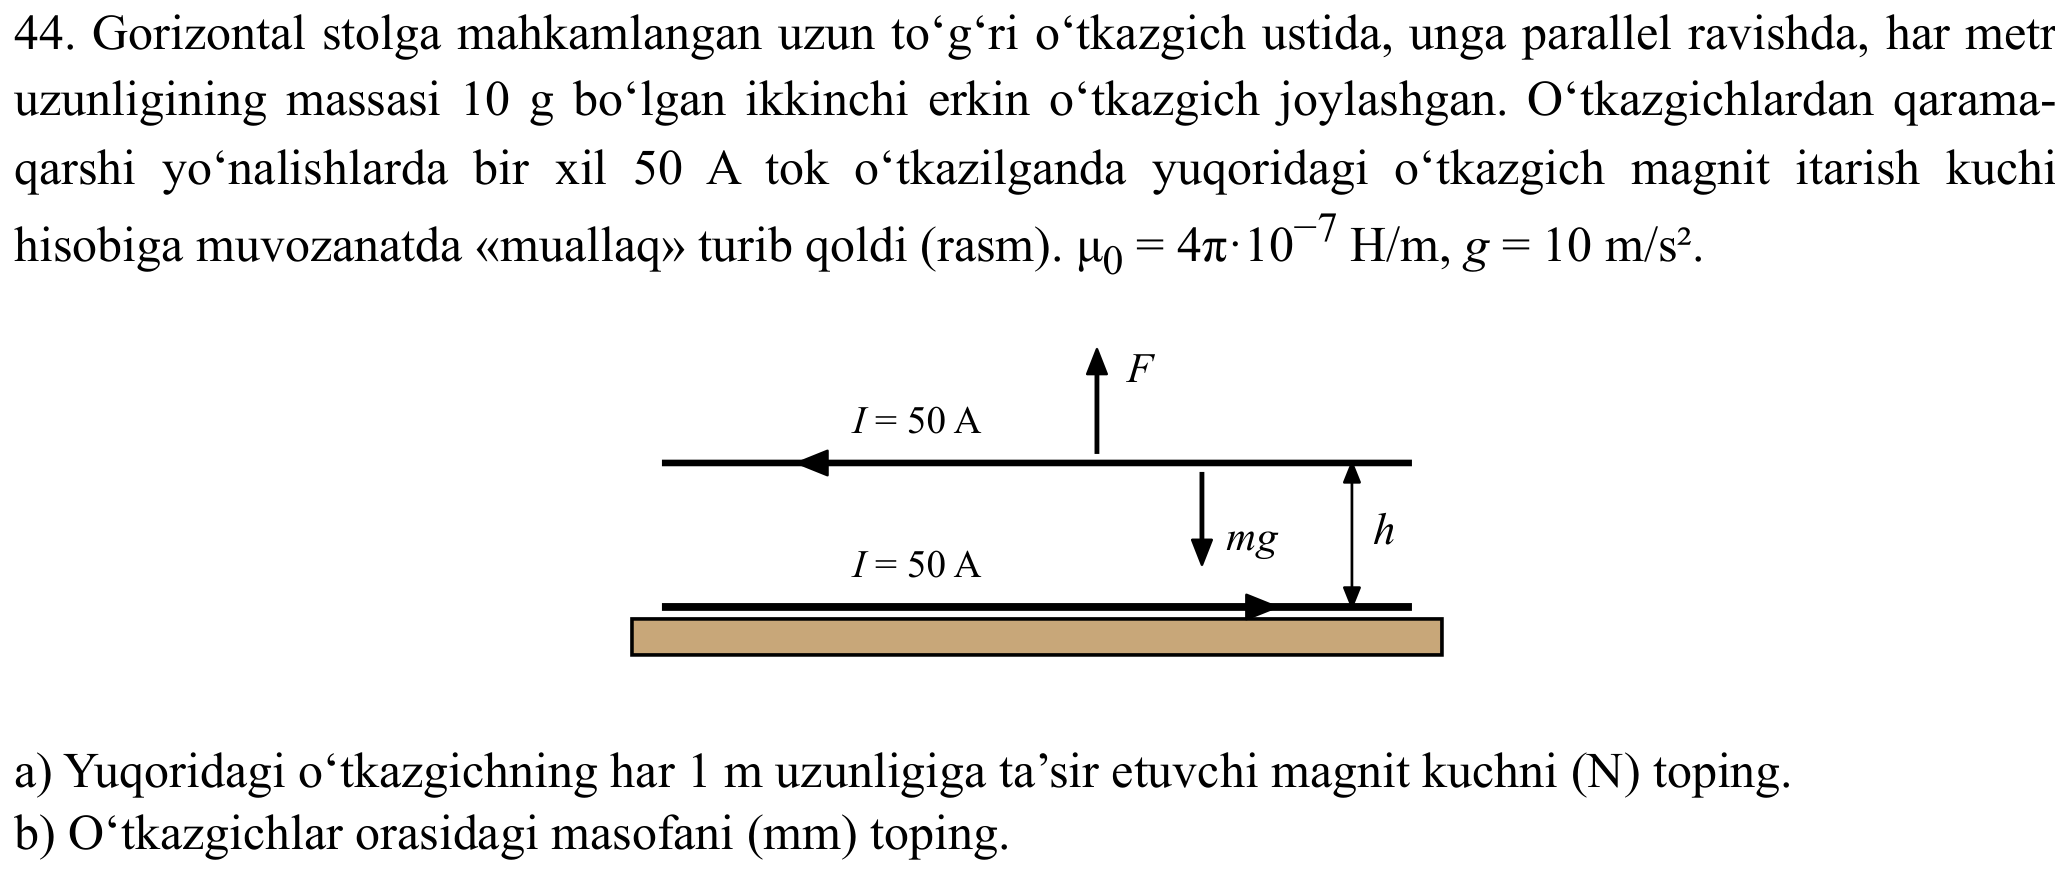 44. Gorizontal stolga mahkamlangan uzun to‘g‘ri o‘tkazgich ustida, unga parallel ravishda, har metr
uzunligining massasi 10 g bo‘lgan ikkinchi erkin o‘tkazgich joylashgan. O‘tkazgichlardan qarama-
qarshi yo‘nalishlarda bir xil 50 A tok o‘tkazilganda yuqoridagi o‘tkazgich magnit itarish kuchi
hisobiga muvozanatda «muallaq» turib qoldi (rasm). μ₀ = 4π·10⁻⁷ H/m, g = 10 m/s².
F
I = 50 A
mg
h
I = 50 A
a) Yuqoridagi o‘tkazgichning har 1 m uzunligiga ta’sir etuvchi magnit kuchni (N) toping.
b) O‘tkazgichlar orasidagi masofani (mm) toping.